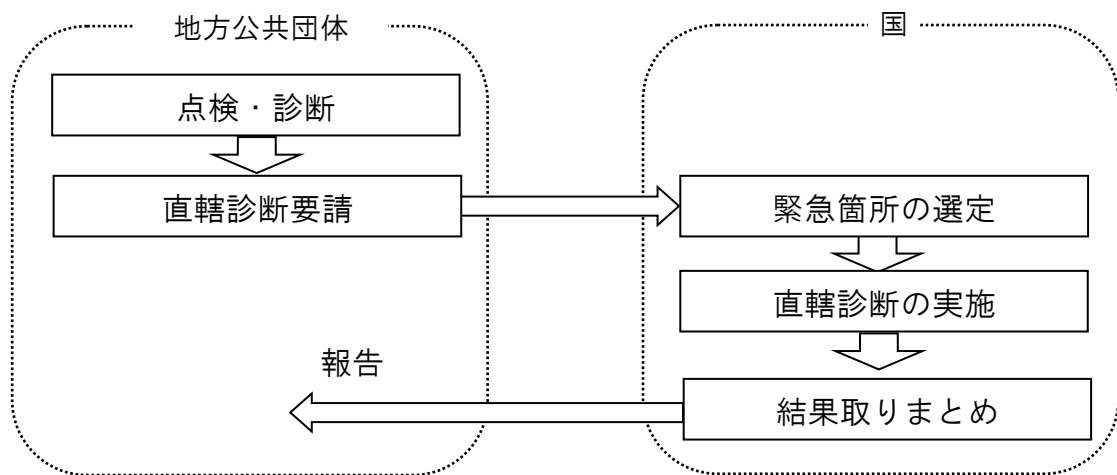 地方公共団体
国
点検・診断
直轄診断要請
緊急箇所の選定
直轄診断の実施
報告
結果取りまとめ